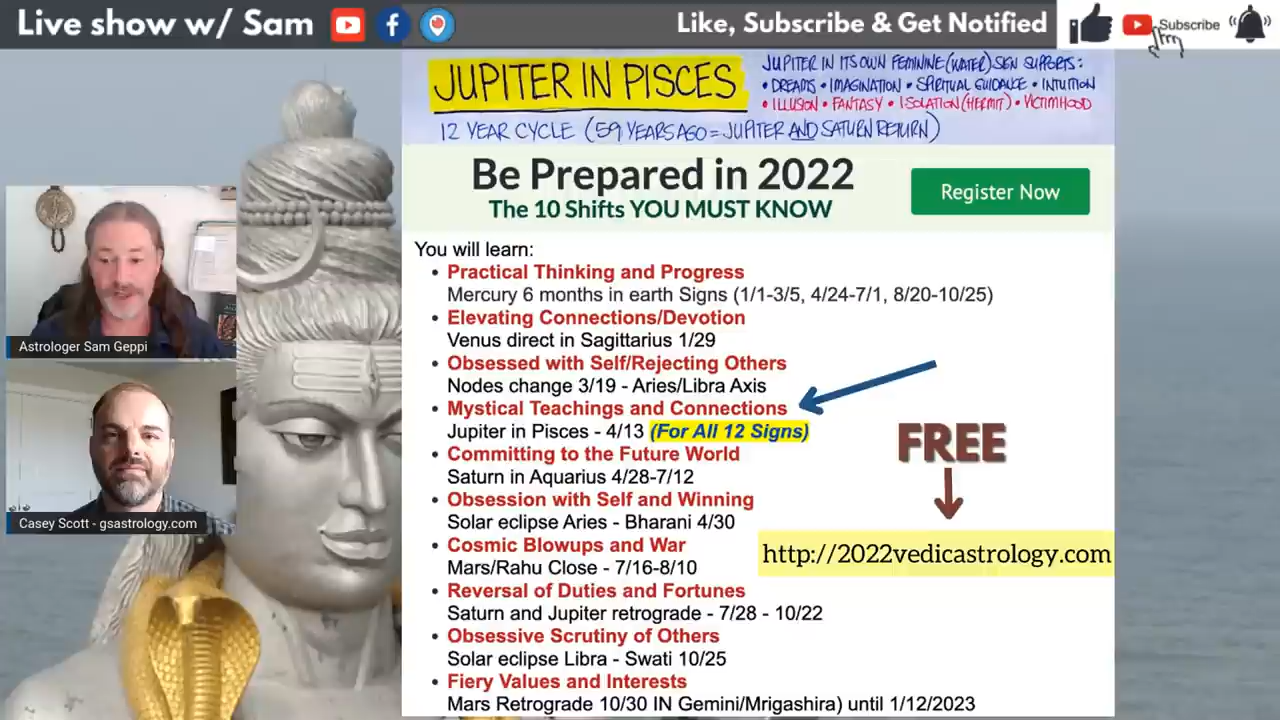 Live show w/ Sam
Like, Subscribe & Get Notified
Subscribe
JUPITER IN PISCES
JUPITER IN ITS OWN FEMININE (WATER) SIGN SUPPORTS:
• DREAMS • IMAGINATION • SPIRITUAL GUIDANCE • INTUITION
• ILLUSION • FANTASY • ISOLATION (HERMIT) • VICTIMHOOD
12 YEAR CYCLE (59 YEARS AGO = JUPITER AND SATURN RETURN)
Be Prepared in 2022
The 10 Shifts YOU MUST KNOW
Register Now
You will learn:
• Practical Thinking and Progress
Mercury 6 months in earth Signs (1/1-3/5, 4/24-7/1, 8/20-10/25)
• Elevating Connections/Devotion
Venus direct in Sagittarius 1/29
• Obsessed with Self/Rejecting Others
Nodes change 3/19 - Aries/Libra Axis
• Mystical Teachings and Connections
Jupiter in Pisces - 4/13 (For All 12 Signs)
• Committing to the Future World
Saturn in Aquarius 4/28-7/12
• Obsession with Self and Winning
Solar eclipse Aries - Bharani 4/30
• Cosmic Blowups and War
Mars/Rahu Close - 7/16-8/10
• Reversal of Duties and Fortunes
Saturn and Jupiter retrograde - 7/28 - 10/22
• Obsessive Scrutiny of Others
Solar eclipse Libra - Swati 10/25
• Fiery Values and Interests
Mars Retrograde 10/30 IN Gemini/Mrigashira) until 1/12/2023
FREE
http://2022vedicastrology.com
Astrologer Sam Geppi
Casey Scott - gsastrology.com